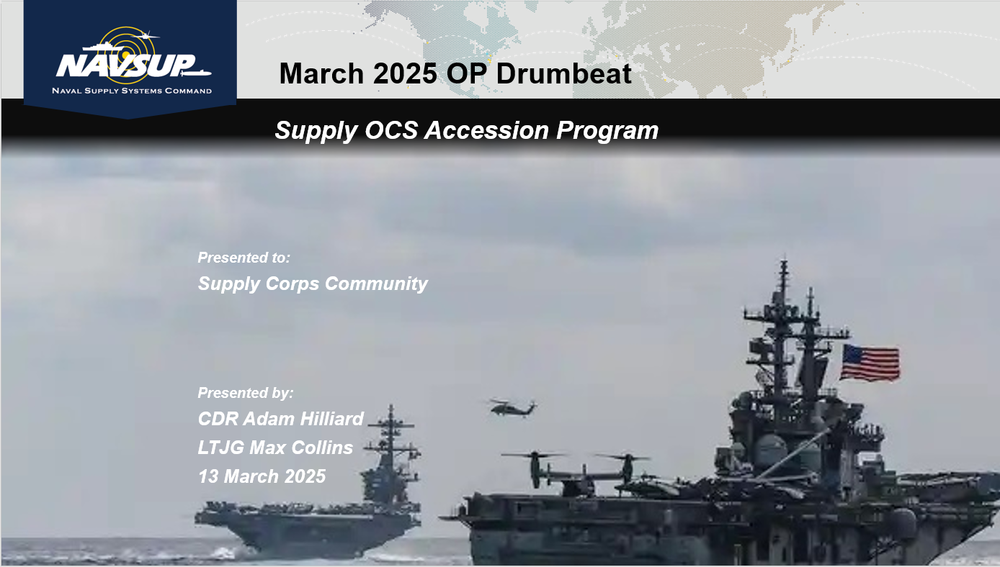 NAVSUP
NAVAL SUPPLY SYSTEMS COMMAND
March 2025 OP Drumbeat
Supply OCS Accession Program
Presented to:
Supply Corps Community
Presented by:
CDR Adam Hilliard
LTJG Max Collins
13 March 2025